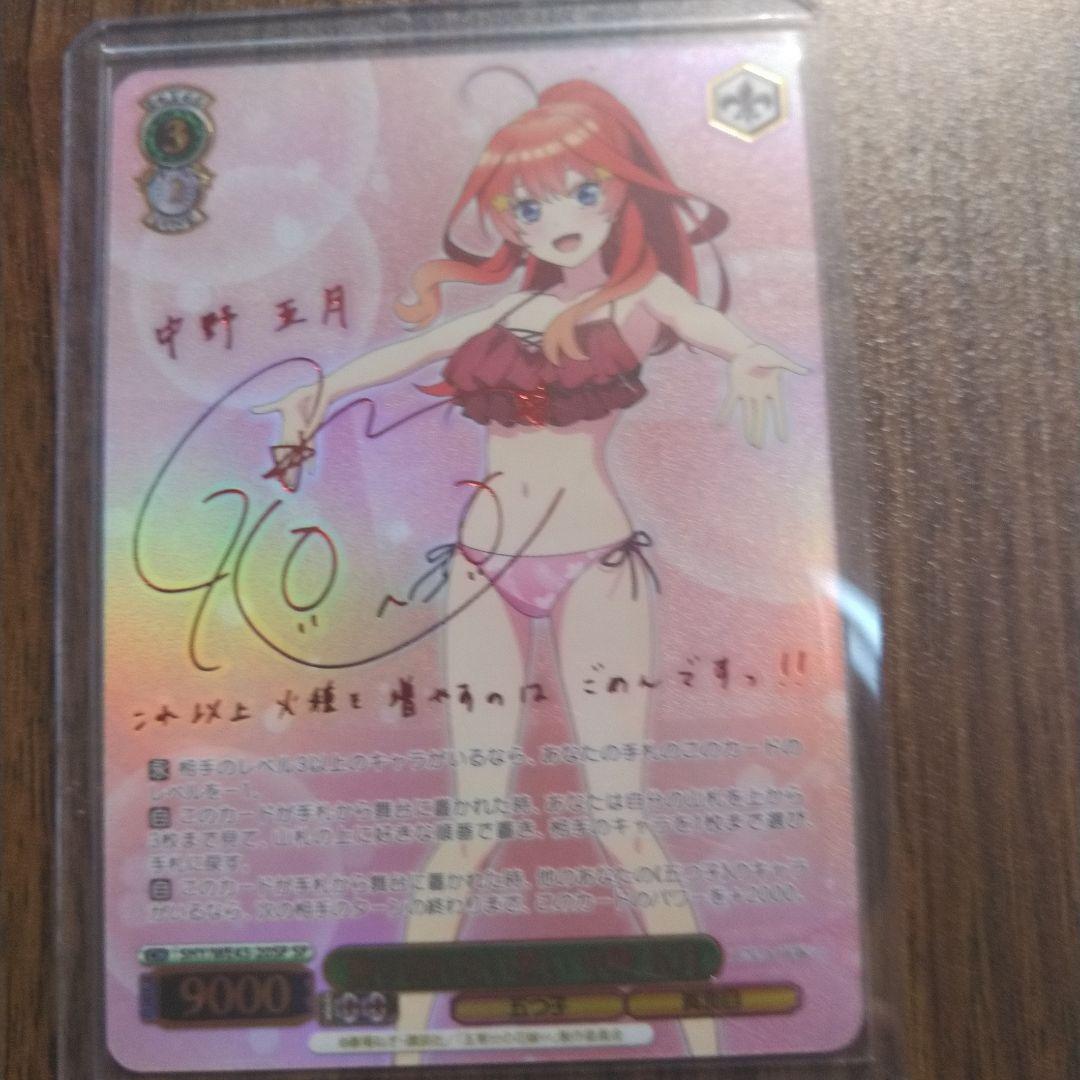 3
2
中野 五月
これ以上 火種を 増やすのは ごめんですっ!!
永 相手のレベル3以上のキャラがいるなら、あなたの手札のこのカードの
レベルを-1。
自 このカードが手札から舞台に置かれた時、あなたは自分の山札を上から
3枚まで見て、山札の上に好きな順番で置き、相手のキャラを1枚まで選び、
手札に戻す。
自 このカードが手札から舞台に置かれた時、他のあなたの《五つ子》のキャラ
がいるなら、次の相手のターンの終わりまで、このカードのパワーを+2000。
9000
五つ子